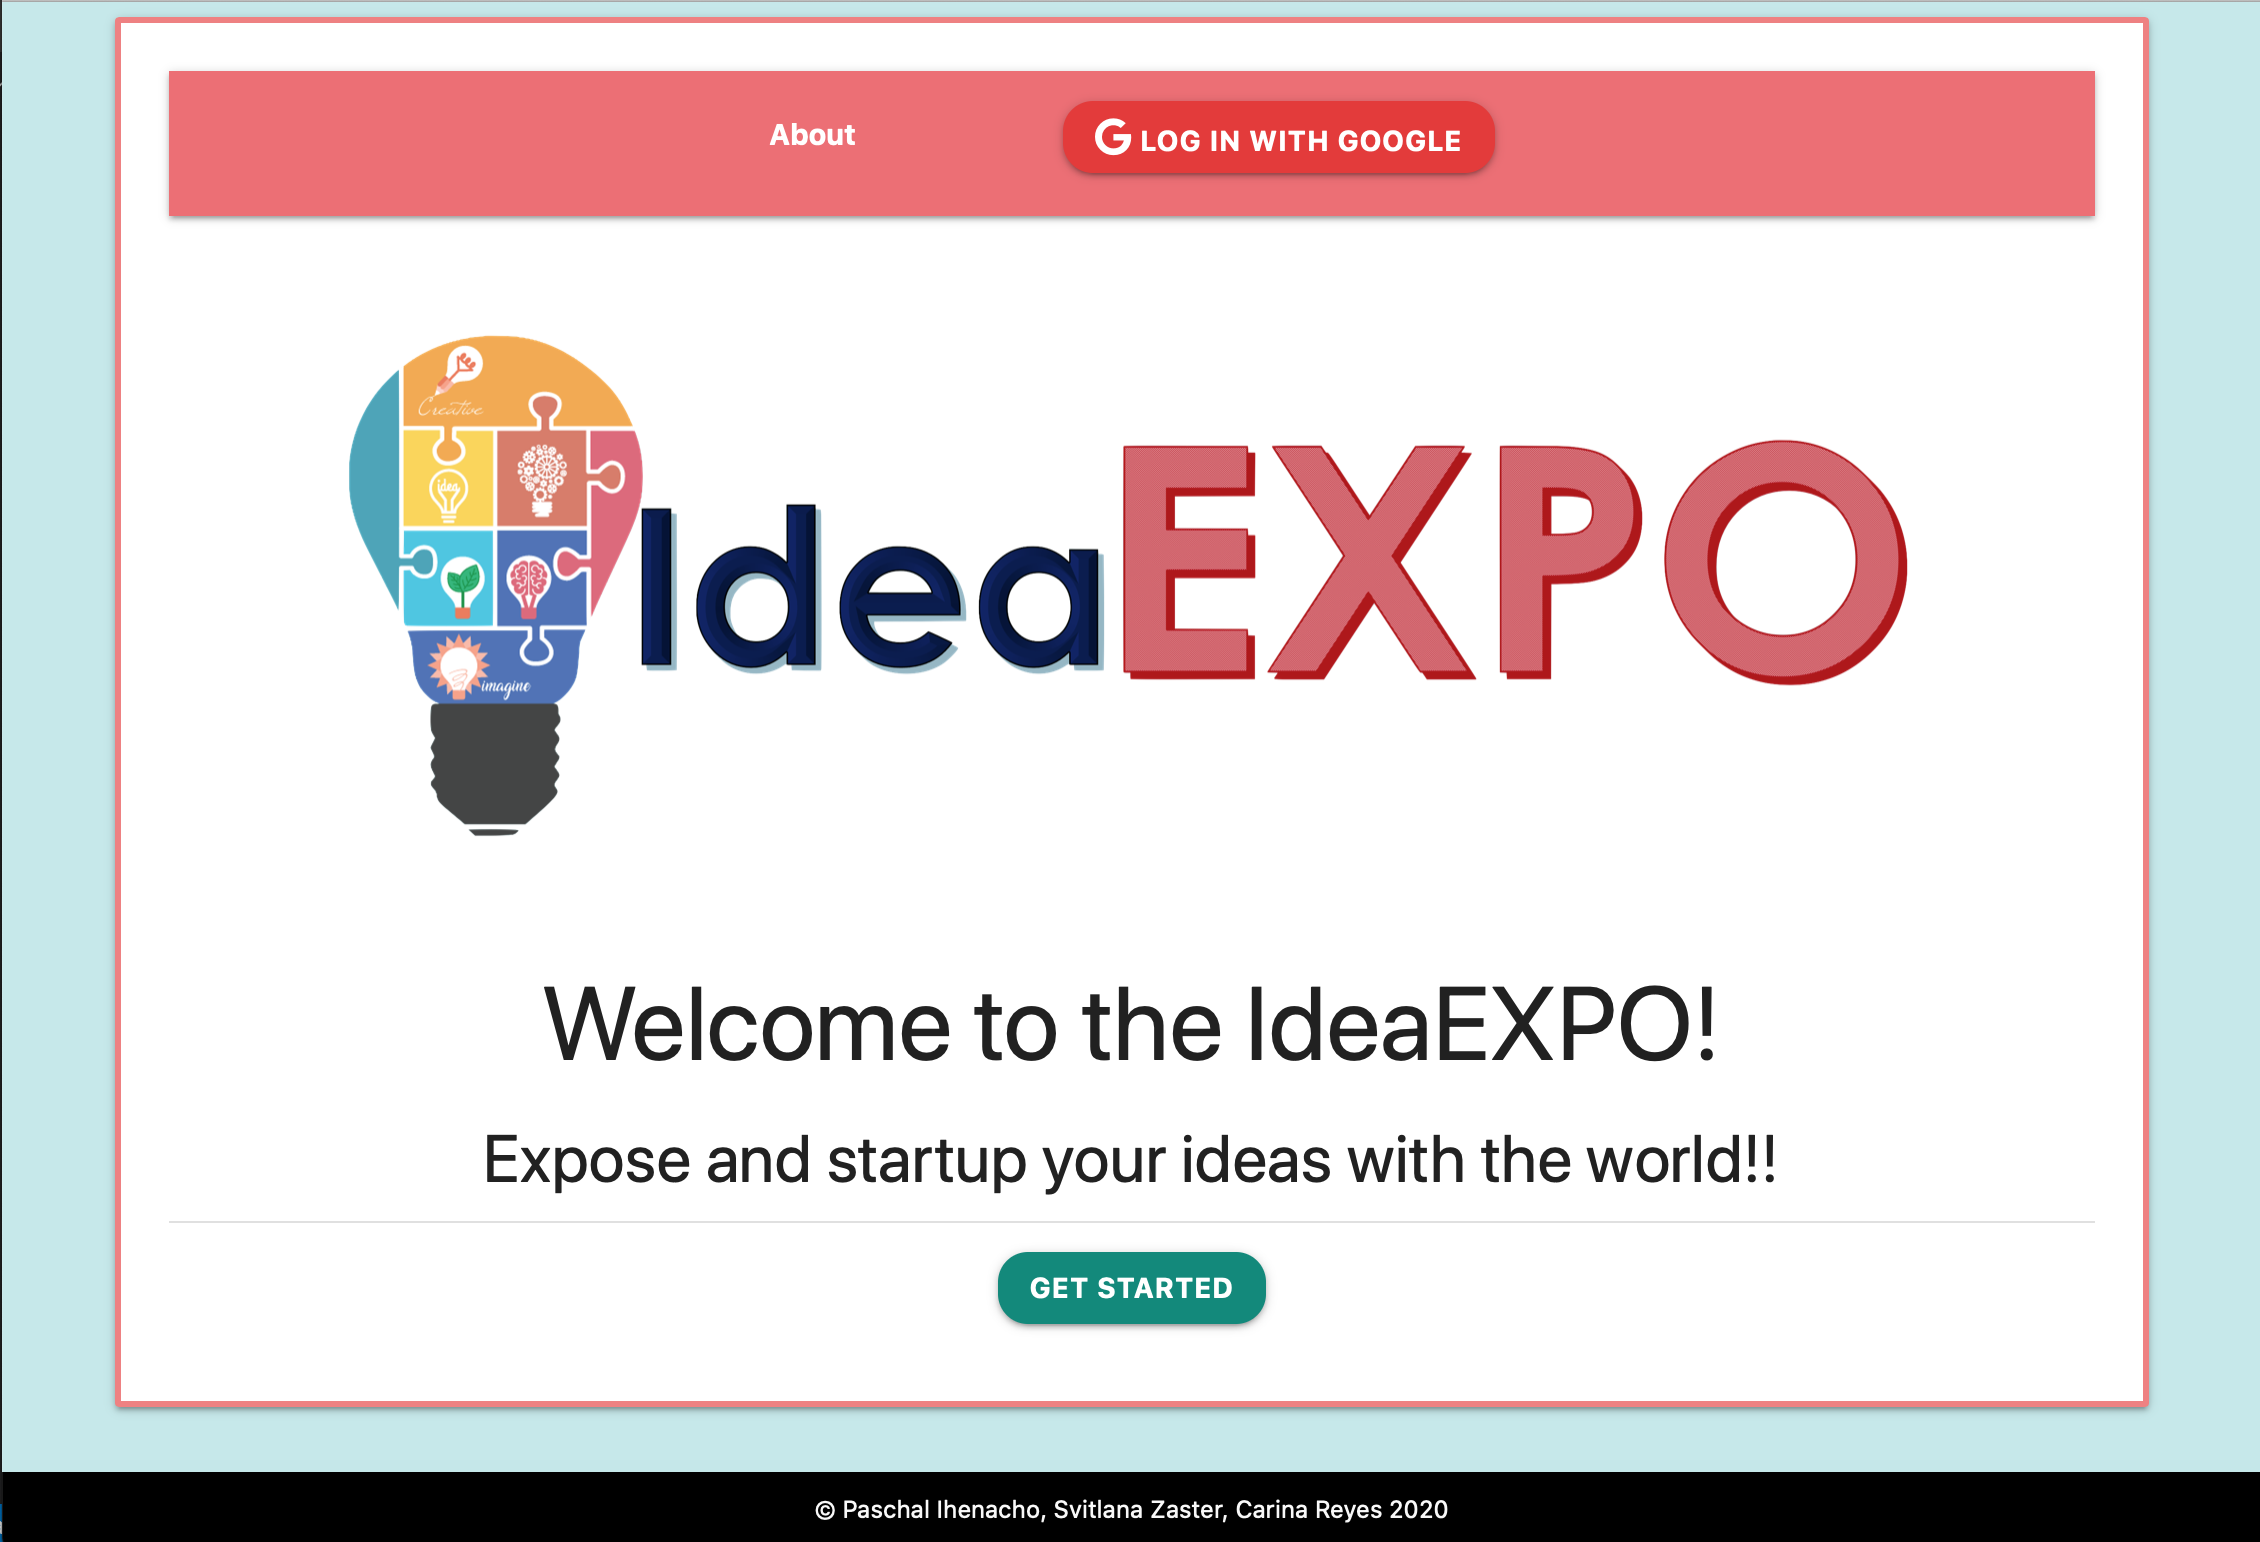 About
G LOG IN WITH GOOGLE
Creative
idea
imagine
IdeaEXPO
Welcome to the IdeaEXPO!
Expose and startup your ideas with the world!!
GET STARTED
© Paschal Ihenacho, Svitlana Zaster, Carina Reyes 2020